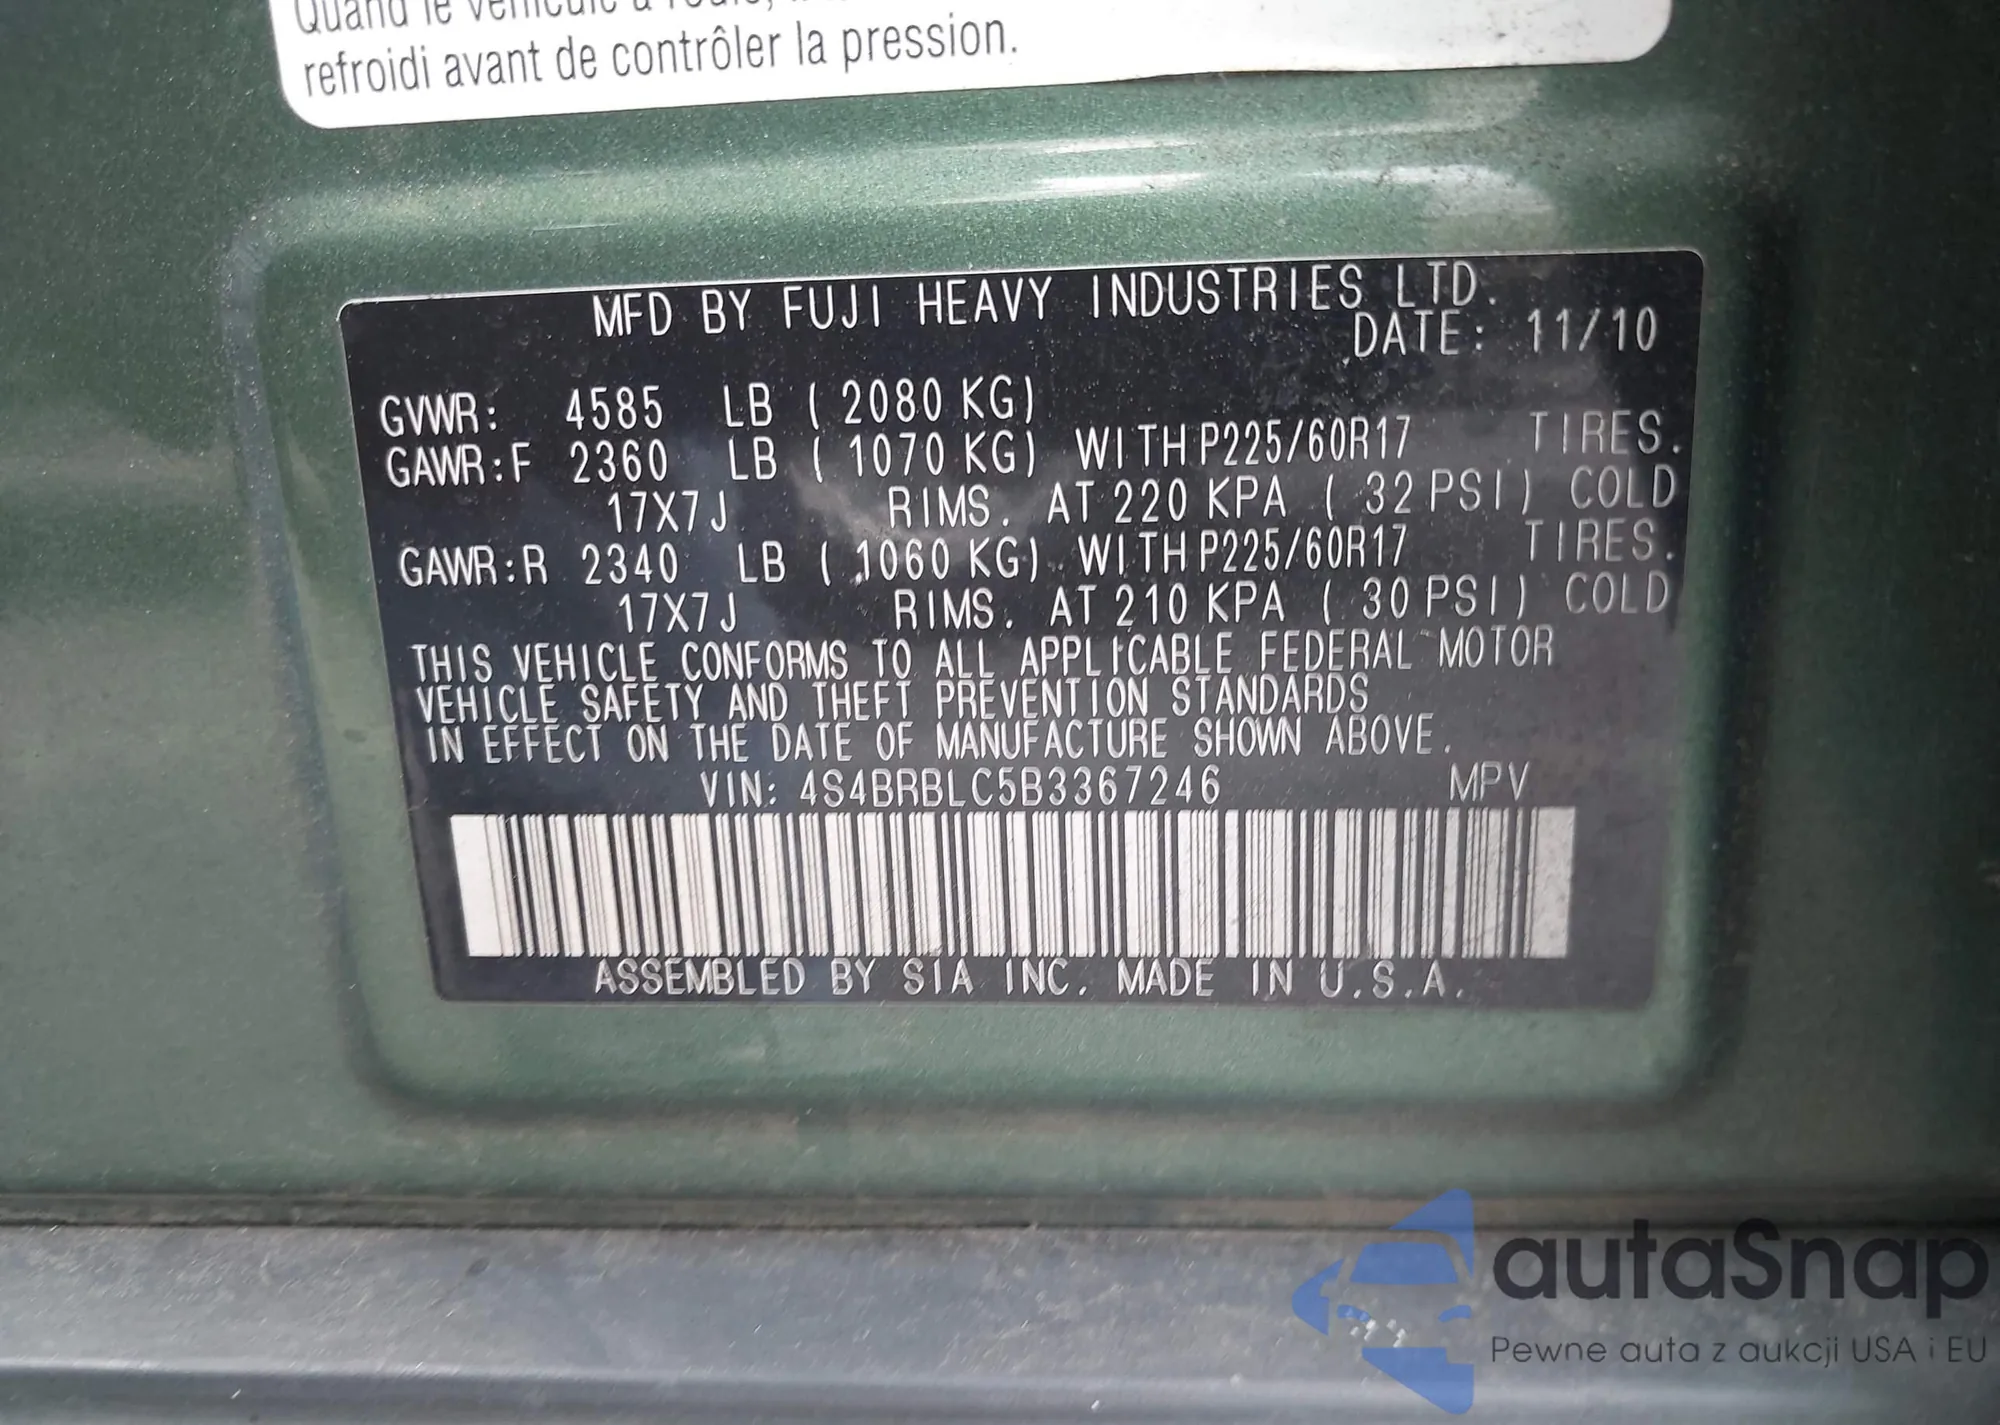 Quand le véhicule a roulé,
refroidi avant de contrôler la pression.
MFD BY FUJI HEAVY INDUSTRIES LTD.
DATE: 11/10
GVWR: 4585 LB ( 2080 KG)
GAWR:F 2360 LB ( 1070 KG) WITH P225/60R17 TIRES.
17X7J RIMS. AT 220 KPA ( 32 PSI) COLD
GAWR:R 2340 LB ( 1060 KG) WITH P225/60R17 TIRES.
17X7J RIMS. AT 210 KPA ( 30 PSI) COLD
THIS VEHICLE CONFORMS TO ALL APPLICABLE FEDERAL MOTOR
VEHICLE SAFETY AND THEFT PREVENTION STANDARDS
IN EFFECT ON THE DATE OF MANUFACTURE SHOWN ABOVE.
VIN: 4S4BRBLC5B3367246 MPV
ASSEMBLED BY SIA INC. MADE IN U.S.A.
autaSnap
Pewne auta z aukcji USA i EU